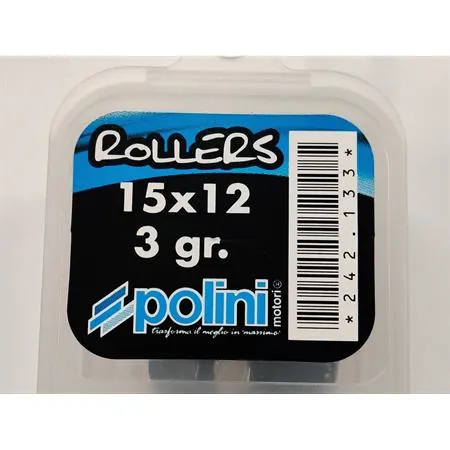 ROLLERS
15x12
3 gr.
polini
motori
trasforma il meglio in "massimo"
*242.133*